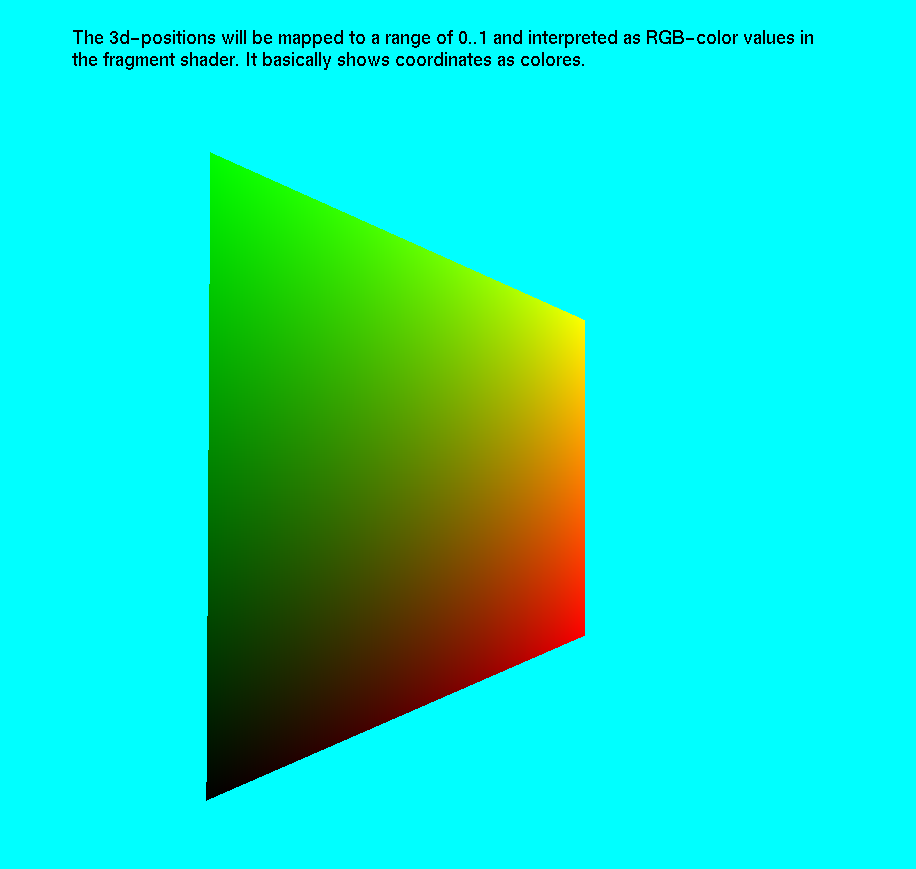 The 3d-positions will be mapped to a range of 0..1 and interpreted as RGB-color values in
the fragment shader. It basically shows coordinates as colores.